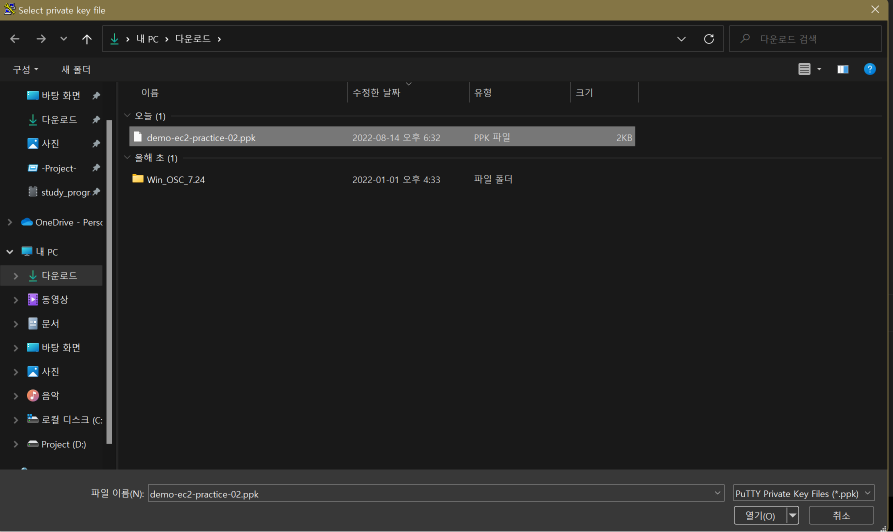 Select private key file
내 PC › 다운로드 ›
다운로드 검색
구성
새 폴더
이름 수정한 날짜 유형 크기
바탕 화면
다운로드
사진
-Project-
study_progr
OneDrive - Perso
내 PC
다운로드
동영상
문서
바탕 화면
사진
음악
로컬 디스크 (C:
Project (D:)
오늘 (1)
demo-ec2-practice-02.ppk 2022-08-14 오후 6:32 PPK 파일 2KB
올해 초 (1)
Win_OSC_7.24 2022-01-01 오후 4:33 파일 폴더
파일 이름(N): demo-ec2-practice-02.ppk PuTTY Private Key Files (*.ppk)
열기(O) 취소